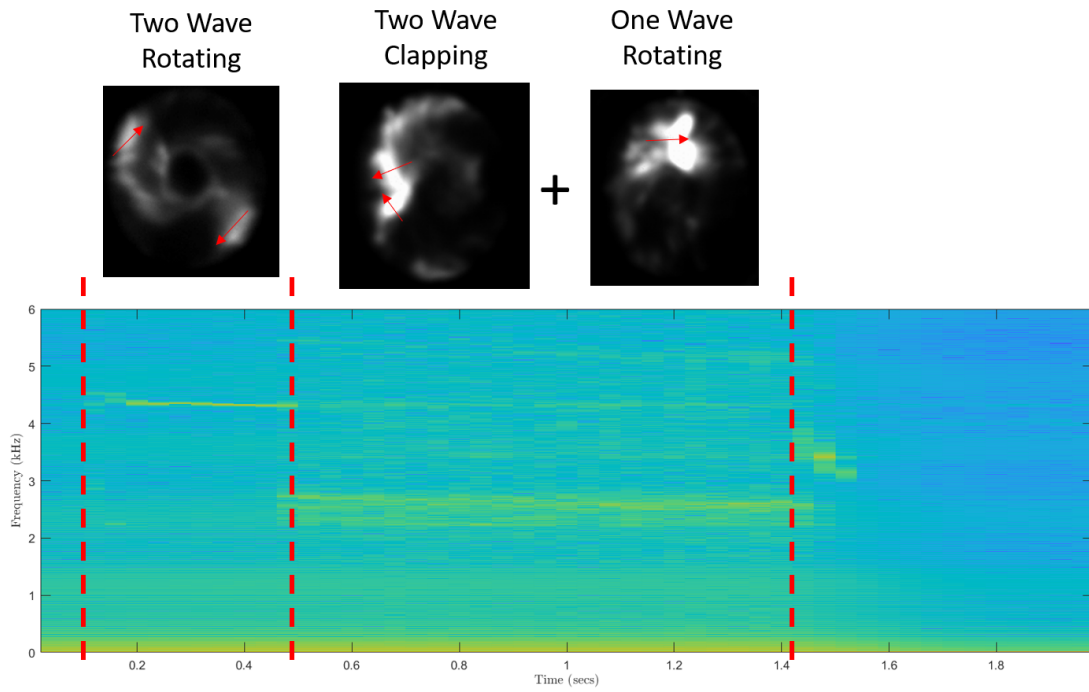 Two Wave
Rotating
Two Wave
Clapping
One Wave
Rotating
+
6
5
4
3
2
1
0
Frequency (kHz)
0.2 0.4 0.6 0.8 1 1.2 1.4 1.6 1.8
Time (secs)